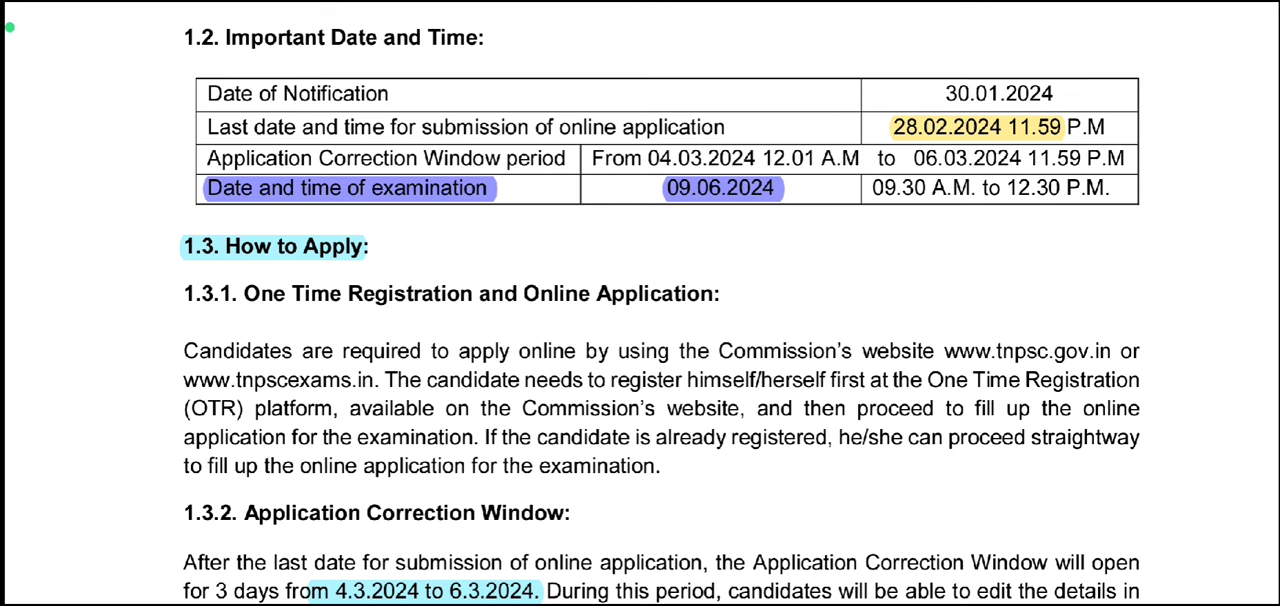 1.2. Important Date and Time:
Date of Notification 30.01.2024
Last date and time for submission of online application 28.02.2024 11.59 P.M
Application Correction Window period From 04.03.2024 12.01 A.M to 06.03.2024 11.59 P.M
Date and time of examination 09.06.2024 09.30 A.M. to 12.30 P.M.
1.3. How to Apply:
1.3.1. One Time Registration and Online Application:
Candidates are required to apply online by using the Commission's website www.tnpsc.gov.in or
www.tnpscexams.in. The candidate needs to register himself/herself first at the One Time Registration
(OTR) platform, available on the Commission's website, and then proceed to fill up the online
application for the examination. If the candidate is already registered, he/she can proceed straightway
to fill up the online application for the examination.
1.3.2. Application Correction Window:
After the last date for submission of online application, the Application Correction Window will open
for 3 days from 4.3.2024 to 6.3.2024. During this period, candidates will be able to edit the details in